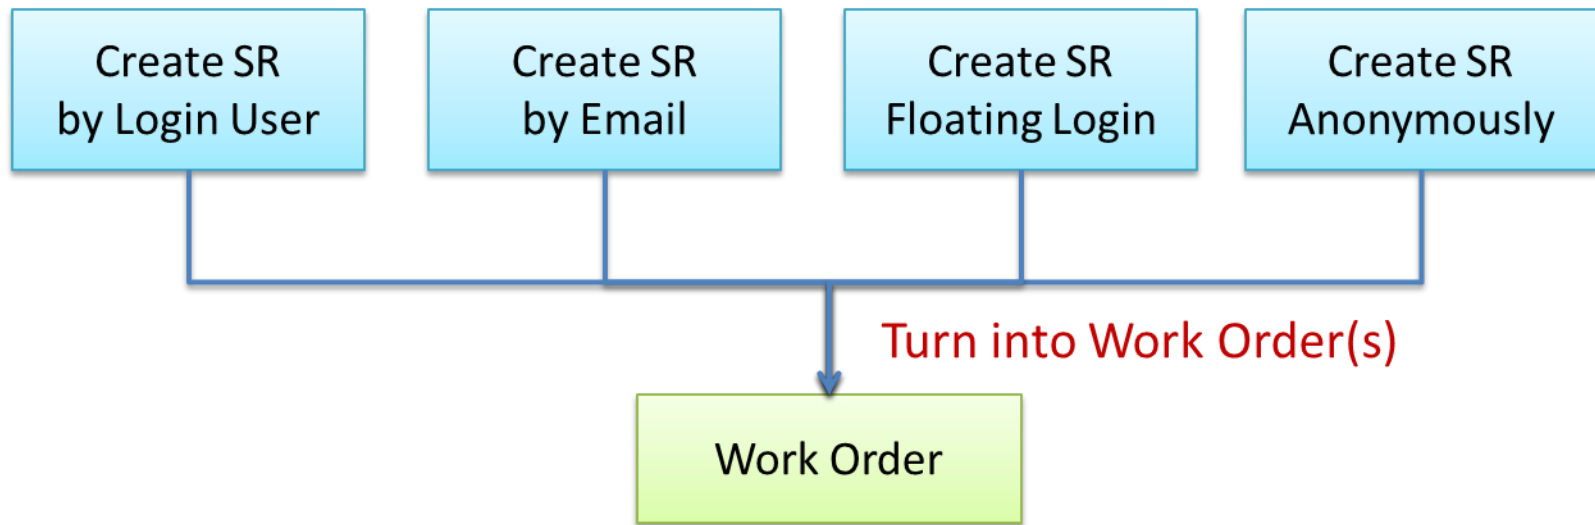 Create SR
by Login User
Create SR
by Email
Create SR
Floating Login
Create SR
Anonymously
Turn into Work Order(s)
Work Order